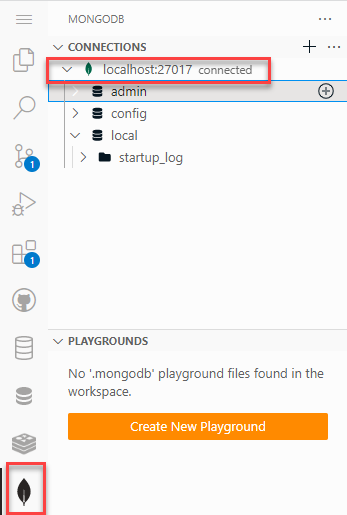 MONGODB
CONNECTIONS
localhost:27017 connected
admin
config
local
startup_log
1
1
PLAYGROUNDS
No '.mongodb' playground files found in the
workspace.
Create New Playground